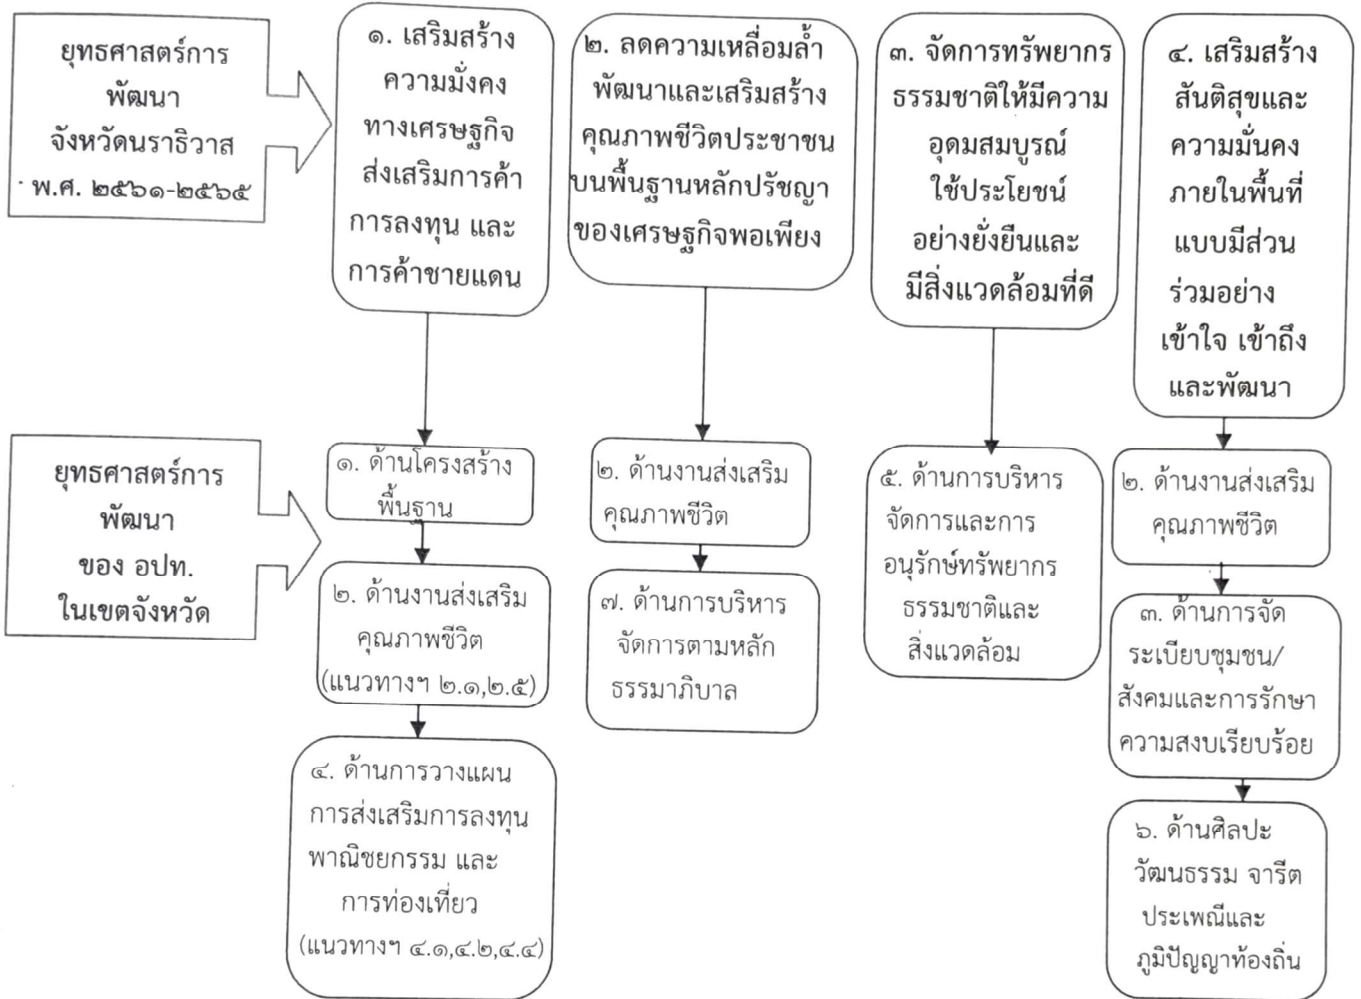 ยุทธศาสตร์การ
พัฒนา
จังหวัดนราธิวาส
พ.ศ. ๒๕๖๑-๒๕๖๕
๑. เสริมสร้าง
ความมั่งคง
ทางเศรษฐกิจ
ส่งเสริมการค้า
การลงทุน และ
การค้าชายแดน
๒. ลดความเหลื่อมล้ำ
พัฒนาและเสริมสร้าง
คุณภาพชีวิตประชาชน
บนพื้นฐานหลักปรัชญา
ของเศรษฐกิจพอเพียง
๓. จัดการทรัพยากร
ธรรมชาติให้มีความ
อุดมสมบูรณ์
ใช้ประโยชน์
อย่างยั่งยืนและ
มีสิ่งแวดล้อมที่ดี
๔. เสริมสร้าง
สันติสุขและ
ความมั่นคง
ภายในพื้นที่
แบบมีส่วน
ร่วมอย่าง
เข้าใจ เข้าถึง
และพัฒนา
ยุทธศาสตร์การ
พัฒนา
ของ อปท.
ในเขตจังหวัด
๑. ด้านโครงสร้าง
พื้นฐาน
๒. ด้านงานส่งเสริม
คุณภาพชีวิต
(แนวทางฯ ๒.๑,๒.๕)
๔. ด้านการวางแผน
การส่งเสริมการลงทุน
พาณิชยกรรม และ
การท่องเที่ยว
(แนวทางฯ ๔.๑,๔.๒,๔.๔)
๒. ด้านงานส่งเสริม
คุณภาพชีวิต
๗. ด้านการบริหาร
จัดการตามหลัก
ธรรมาภิบาล
๕. ด้านการบริหาร
จัดการและการ
อนุรักษ์ทรัพยากร
ธรรมชาติและ
สิ่งแวดล้อม
๒. ด้านงานส่งเสริม
คุณภาพชีวิต
๓. ด้านการจัด
ระเบียบชุมชน/
สังคมและการรักษา
ความสงบเรียบร้อย
๖. ด้านศิลปะ
วัฒนธรรม จารีต
ประเพณีและ
ภูมิปัญญาท้องถิ่น